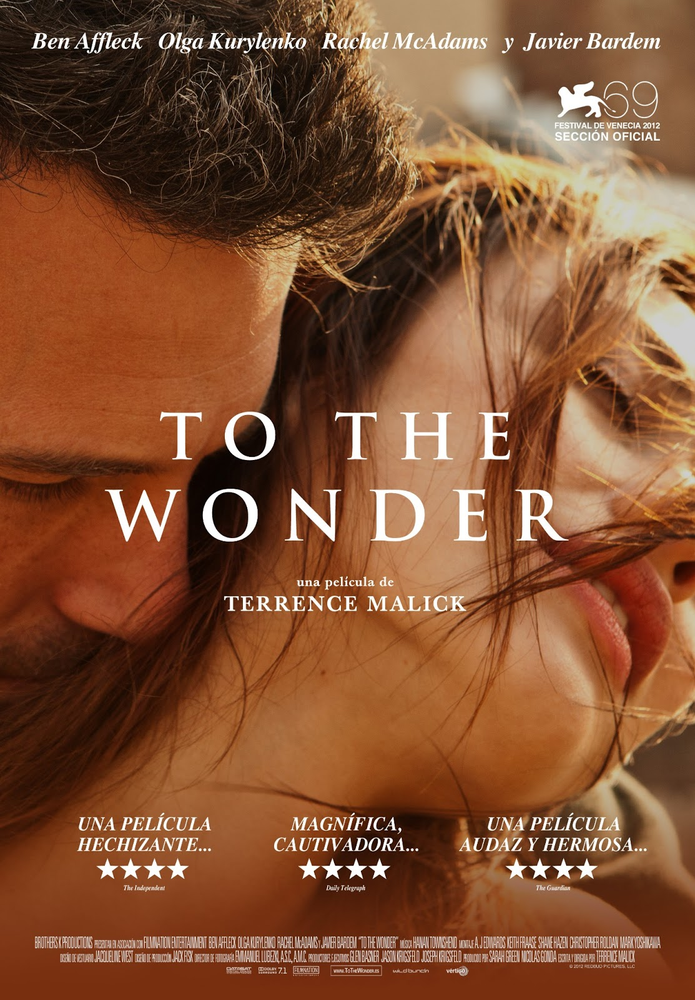 Ben Affleck Olga Kurylenko Rachel McAdams y Javier Bardem
69
FESTIVAL DE VENECIA 2012
SECCIÓN OFICIAL
TO THE
WONDER
una película de
TERRENCE MALICK
UNA PELÍCULA
HECHIZANTE...
★★★★
The Independent
MAGNÍFICA,
CAUTIVADORA...
★★★★
Daily Telegraph
UNA PELÍCULA
AUDAZ Y HERMOSA...
★★★★
The Guardian
BROTHERS K PRODUCTIONS PRESENTAN EN ASOCIACIÓN CON FILMNATION ENTERTAINMENT BEN AFFLECK OLGA KURYLENKO RACHEL McADAMS Y JAVIER BARDEM "TO THE WONDER" MÚSICA HANAN TOWNSHEND MONTAJE A. J. EDWARDS KEITH FRAASE SHANE HAZEN CHRISTOPHER ROLDAN MARK YOSHIKAWA
DISEÑO DE VESTUARIO JACQUELINE WEST DISEÑO DE PRODUCCIÓN JACK FISK DIRECTOR DE FOTOGRAFÍA EMMANUEL LUBEZKI, A.S.C., A.M.C. PRODUCTORES EJECUTIVOS GLEN BASNER JASON KRIGSFELD JOSEPH KRIGSFELD PRODUCIDO POR SARAH GREEN NICOLAS GONDA ESCRITA Y DIRIGIDA POR TERRENCE MALICK
© 2012 REDBUD PICTURES, LLC
DATASAT DOLBY SURROUND 7.1 FILMNATION ENTERTAINMENT www.ToTheWonder.es wild bunch vértigo